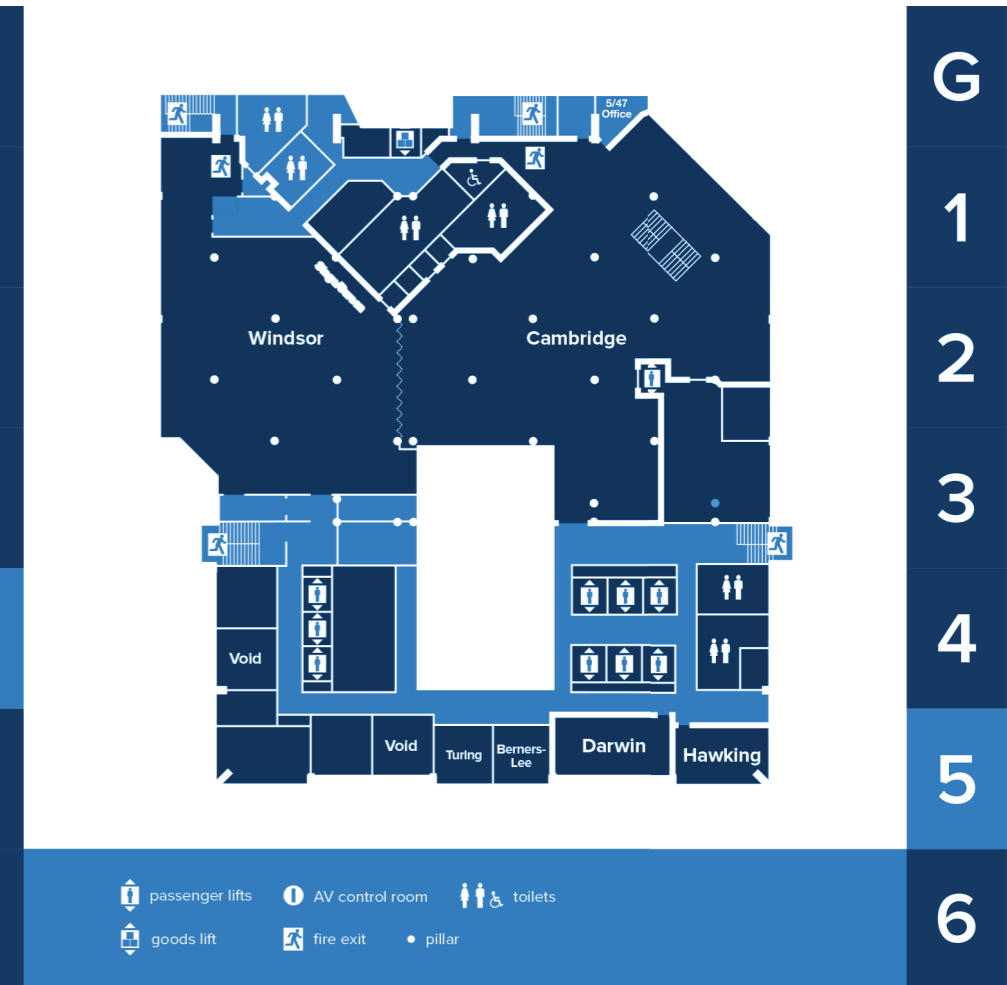 G
1
2
3
4
5
6
5/47
Office
Windsor
Cambridge
Void
Void
Turing
Berners-
Lee
Darwin
Hawking
passenger lifts
AV control room
toilets
goods lift
fire exit
pillar